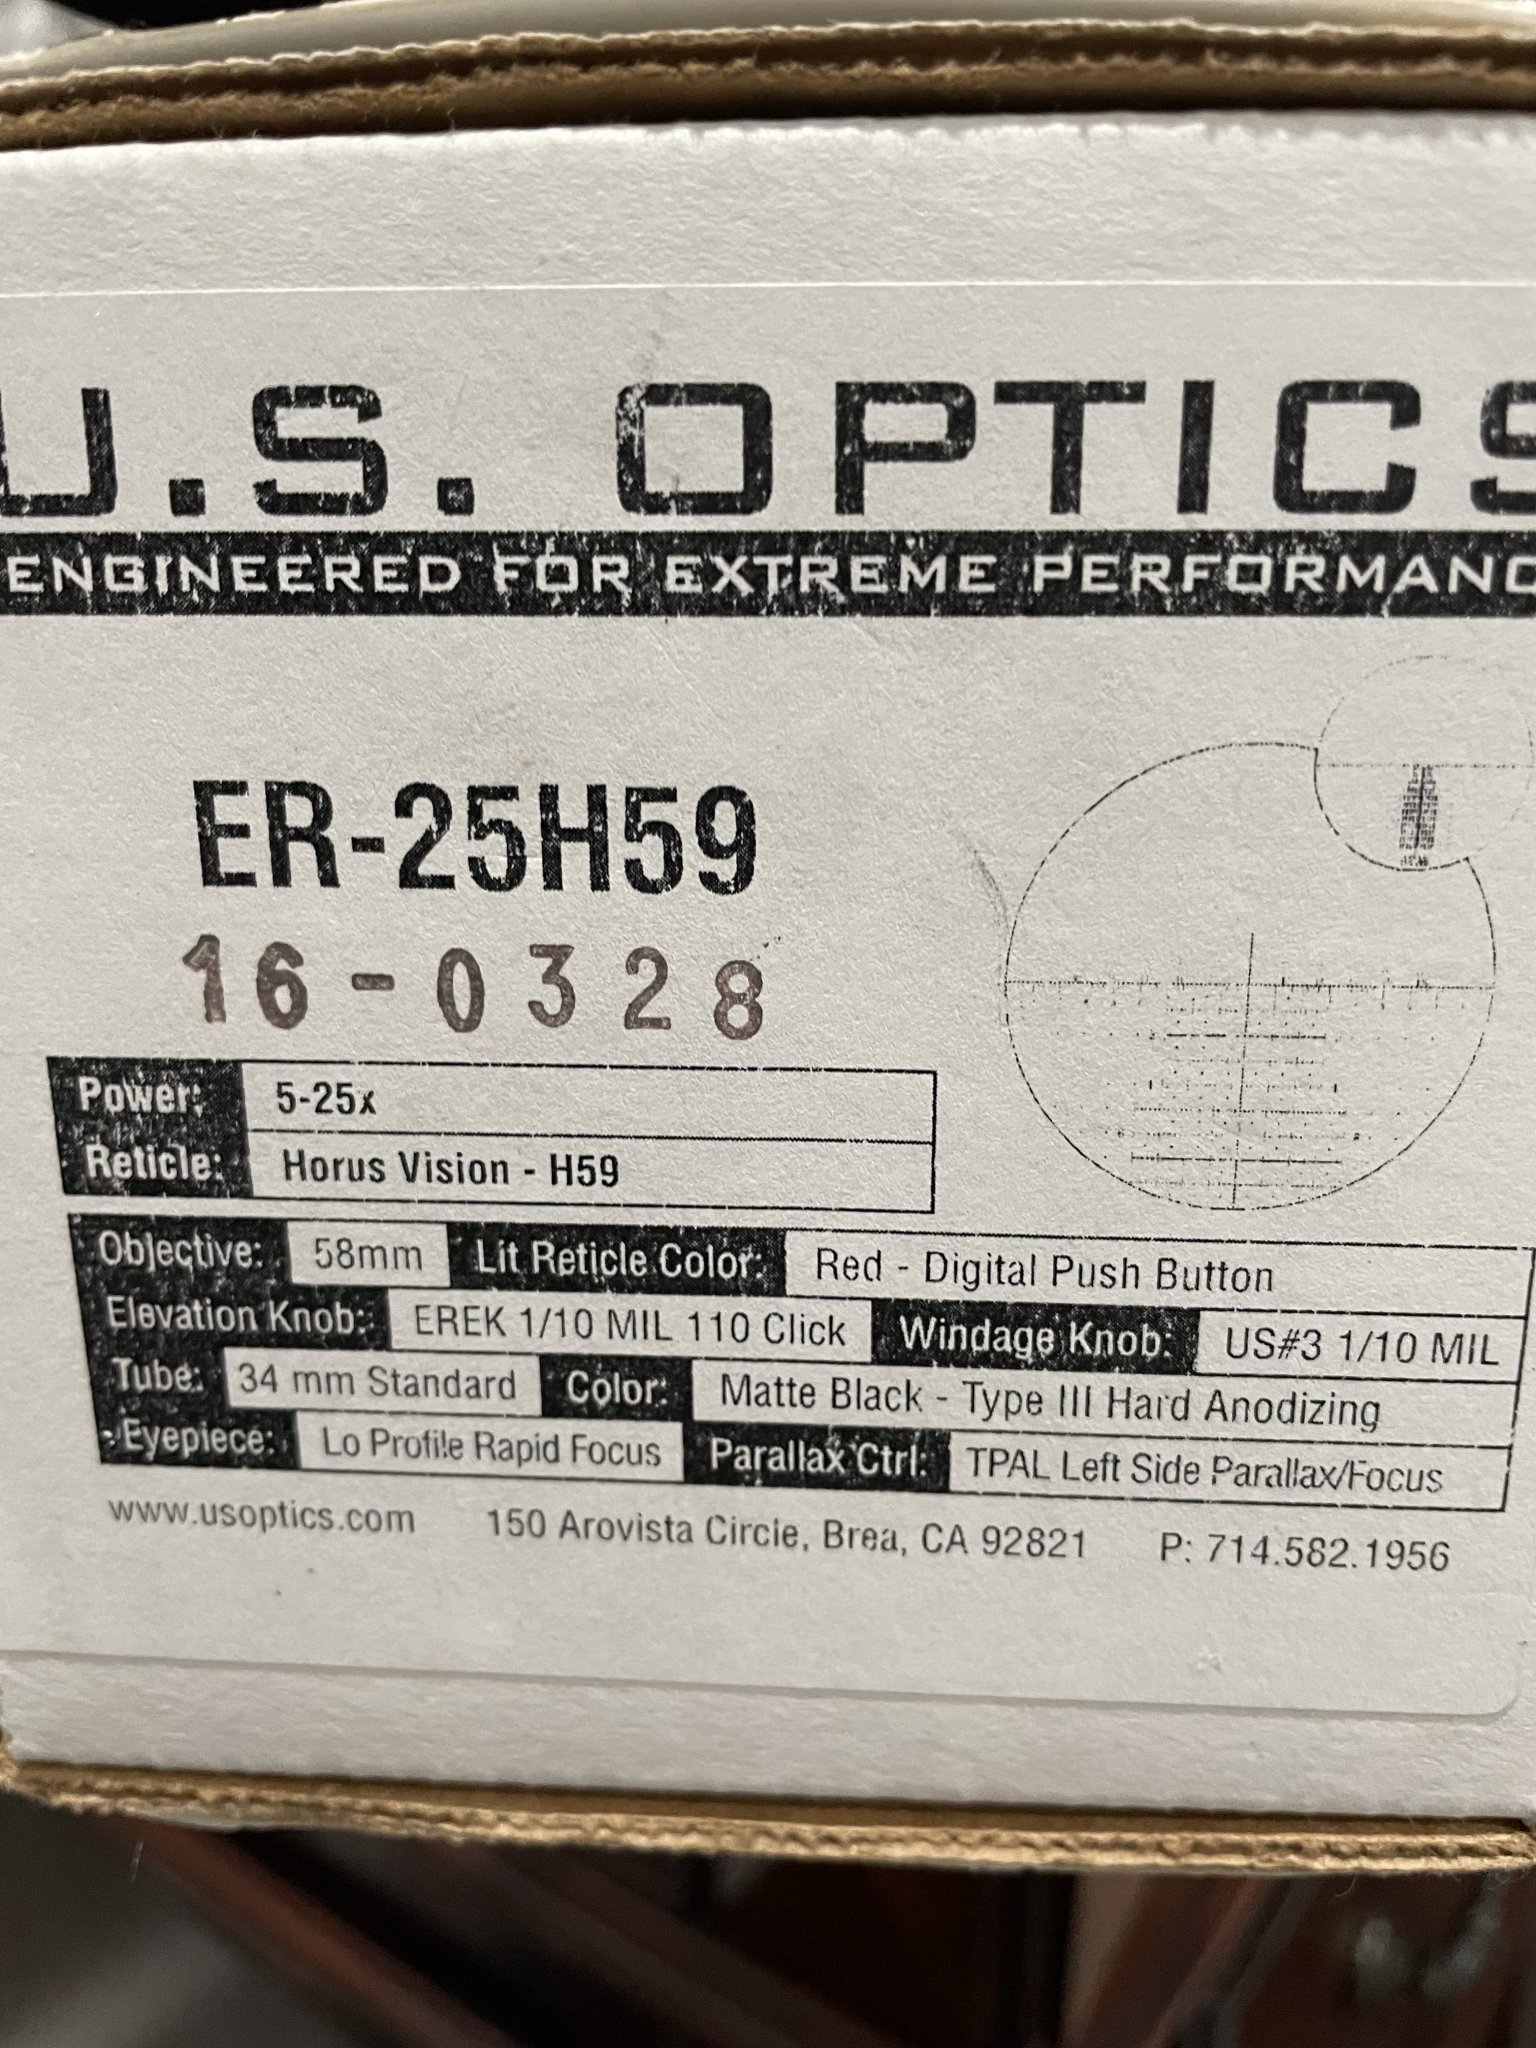 U.S. OPTICS
ENGINEERED FOR EXTREME PERFORMANC
ER-25H59
16-0328
Power: 5-25x
Reticle: Horus Vision - H59
Objective: 58mm Lit Reticle Color: Red - Digital Push Button
Elevation Knob: EREK 1/10 MIL 110 Click Windage Knob: US#3 1/10 MIL
Tube: 34 mm Standard Color: Matte Black - Type III Hard Anodizing
Eyepiece: Lo Profile Rapid Focus Parallax Ctrl: TPAL Left Side Parallax/Focus
www.usoptics.com 150 Arovista Circle, Brea, CA 92821 P: 714.582.1956